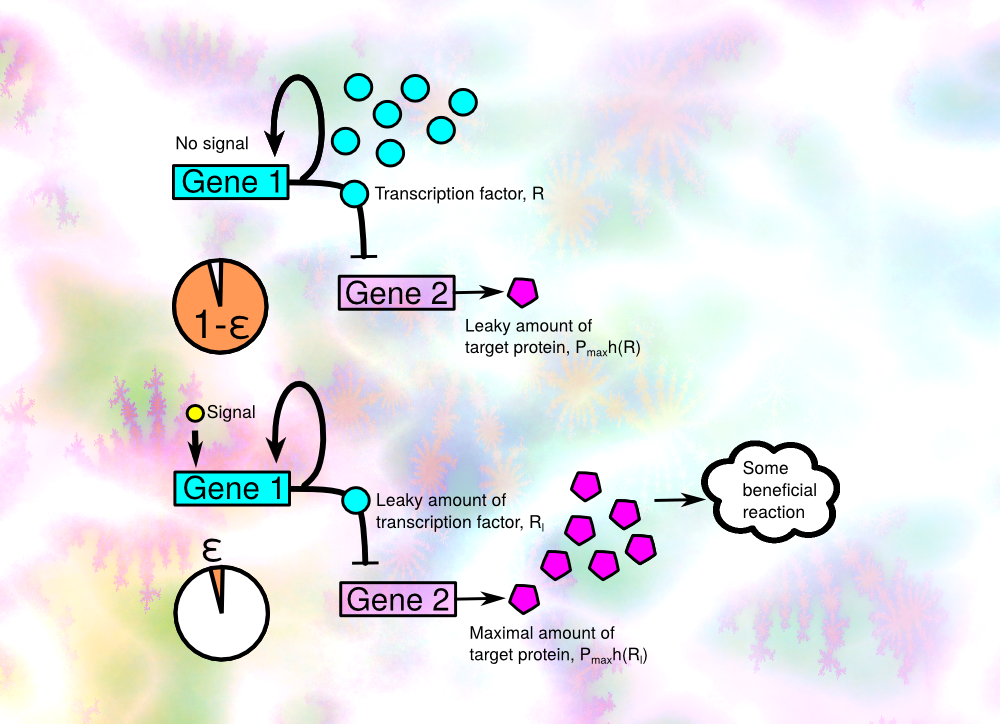 No signal
Gene 1
Transcription factor, R
1-ε
Gene 2
Leaky amount of
target protein, Pmaxh(R)
Signal
Gene 1
Leaky amount of
transcription factor, Rl
ε
Gene 2
Maximal amount of
target protein, Pmaxh(Rl)
Some
beneficial
reaction